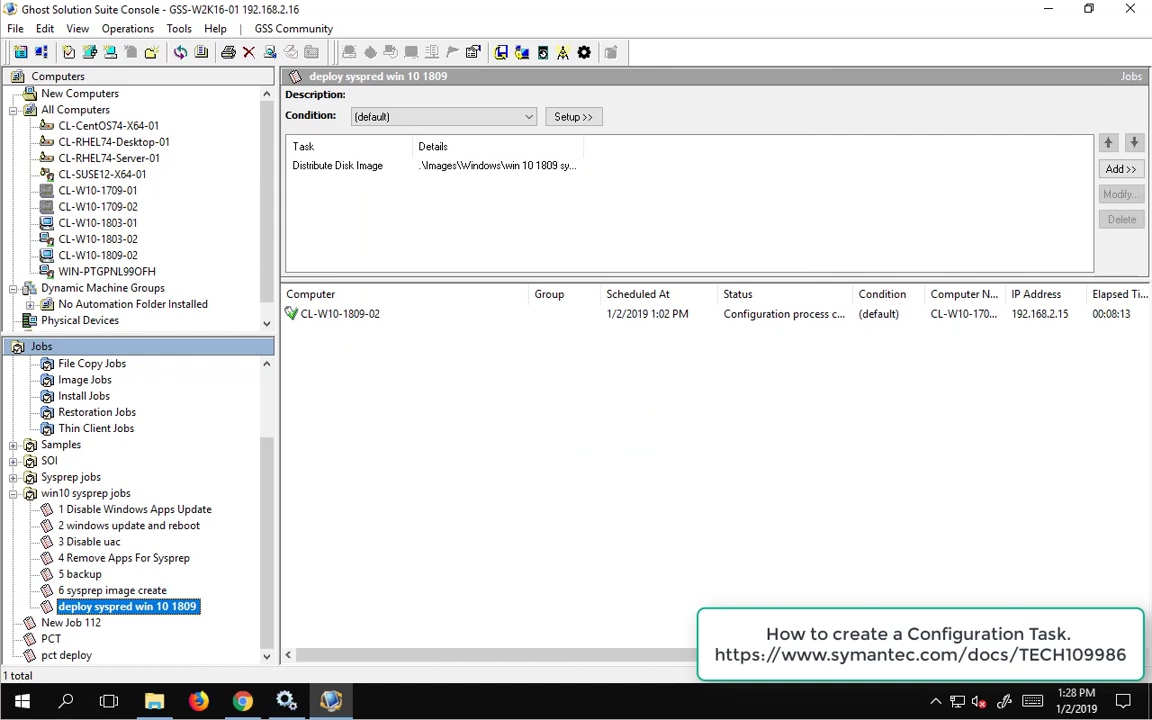 Ghost Solution Suite Console - GSS-W2K16-01 192.168.2.16
File Edit View Operations Tools Help GSS Community
Computers
New Computers
All Computers
CL-CentOS74-X64-01
CL-RHEL74-Desktop-01
CL-RHEL74-Server-01
CL-SUSE12-X64-01
CL-W10-1709-01
CL-W10-1709-02
CL-W10-1803-01
CL-W10-1803-02
CL-W10-1809-02
WIN-PTGPNL99OFH
Dynamic Machine Groups
No Automation Folder Installed
Physical Devices
Jobs
File Copy Jobs
Image Jobs
Install Jobs
Restoration Jobs
Thin Client Jobs
Samples
SOI
Sysprep jobs
win10 sysprep jobs
1 Disable Windows Apps Update
2 windows update and reboot
3 Disable uac
4 Remove Apps For Sysprep
5 backup
6 sysprep image create
deploy syspred win 10 1809
New Job 112
PCT
pct deploy
1 total
deploy syspred win 10 1809 Jobs
Description:
Condition: (default) Setup >>
Task Details
Distribute Disk Image .\Images\Windows\win 10 1809 sy...
Add >>
Modify...
Delete
Computer Group Scheduled At Status Condition Computer N... IP Address Elapsed Ti...
CL-W10-1809-02 1/2/2019 1:02 PM Configuration process c... (default) CL-W10-170... 192.168.2.15 00:08:13
How to create a Configuration Task.
https://www.symantec.com/docs/TECH109986
1:28 PM
1/2/2019